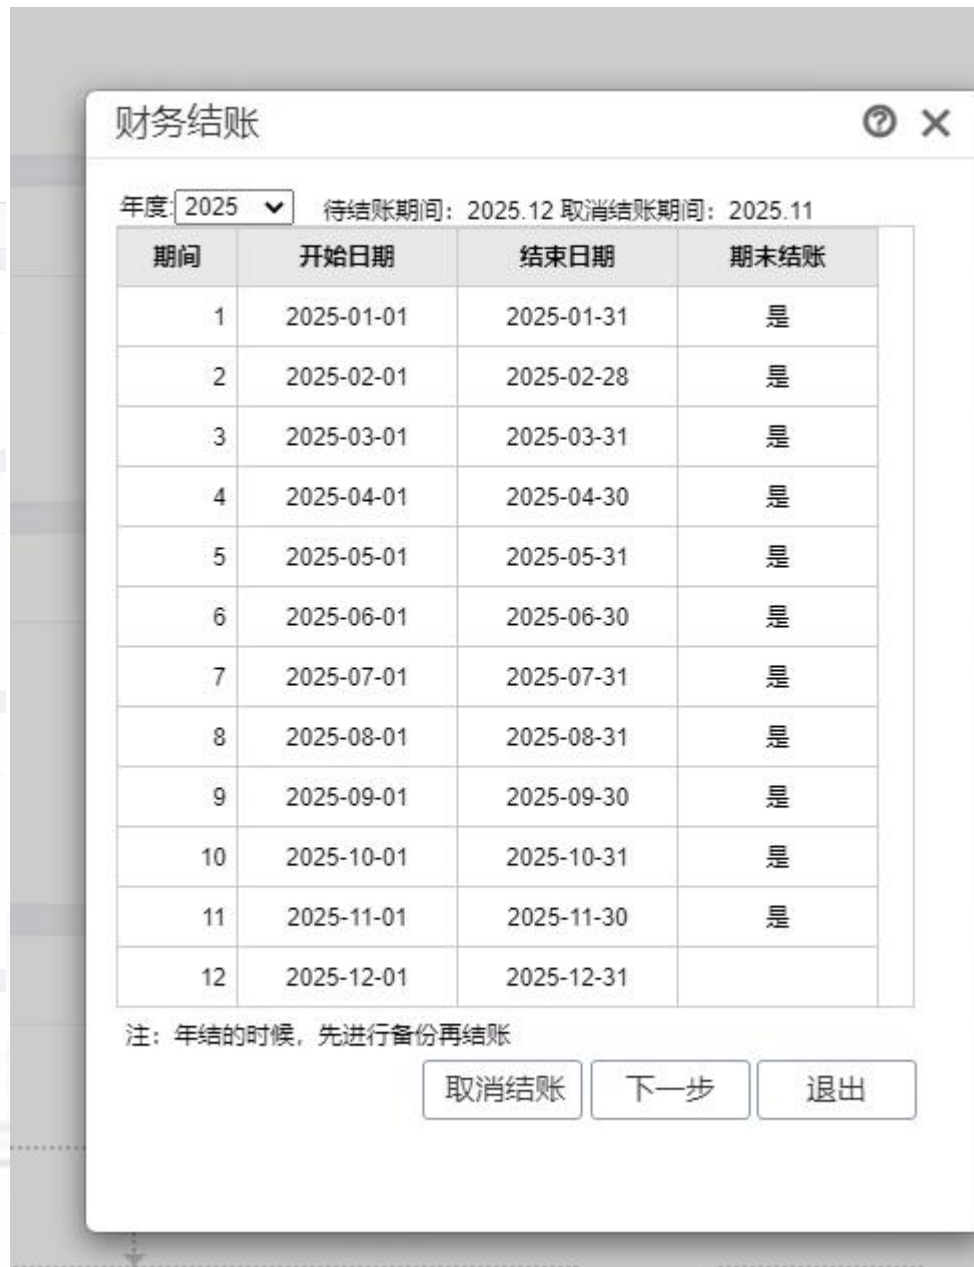 财务结账
年度: 2025 待结账期间：2025.12 取消结账期间：2025.11
期间 开始日期 结束日期 期末结账
1 2025-01-01 2025-01-31 是
2 2025-02-01 2025-02-28 是
3 2025-03-01 2025-03-31 是
4 2025-04-01 2025-04-30 是
5 2025-05-01 2025-05-31 是
6 2025-06-01 2025-06-30 是
7 2025-07-01 2025-07-31 是
8 2025-08-01 2025-08-31 是
9 2025-09-01 2025-09-30 是
10 2025-10-01 2025-10-31 是
11 2025-11-01 2025-11-30 是
12 2025-12-01 2025-12-31
注：年结的时候，先进行备份再结账
取消结账 下一步 退出